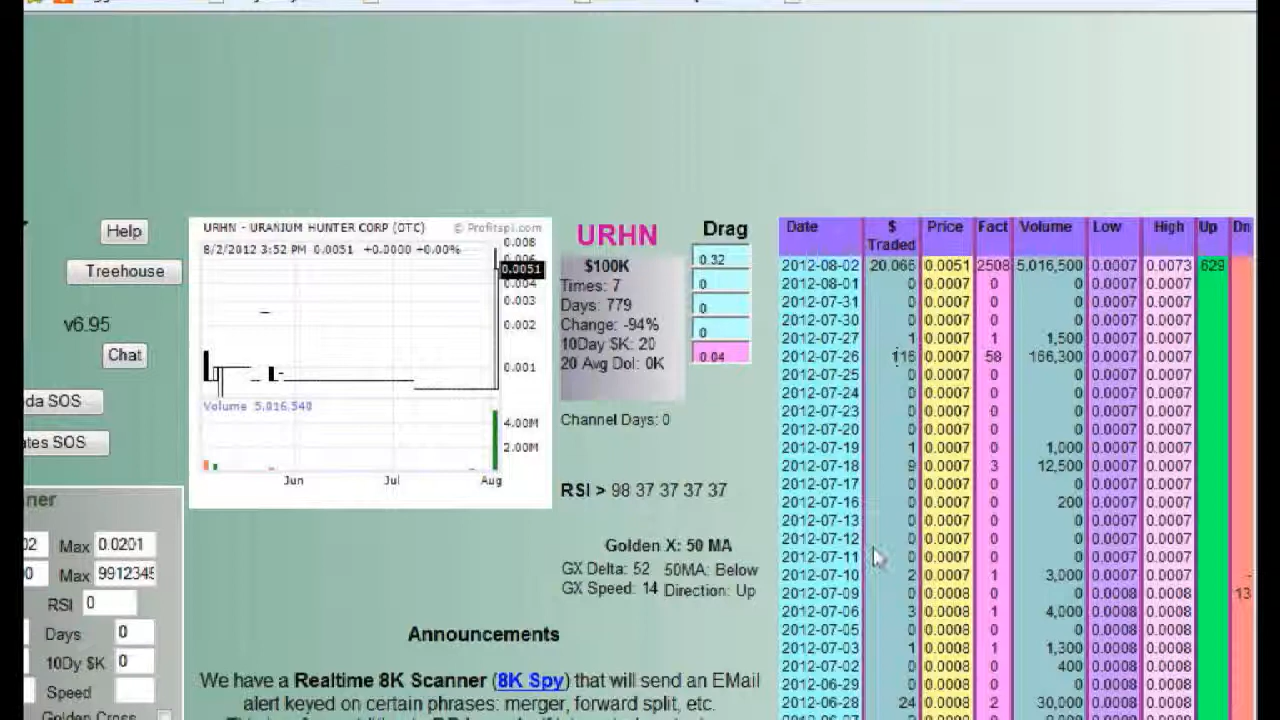 Help
Treehouse
v6.95
Chat
da SOS
ates SOS
ner
02 Max 0.0201
0 Max 9912345
RSI 0
Days 0
10Dy $K 0
Speed
Golden Cross
URHN - URANIUM HUNTER CORP (OTC) © Profitspi.com
8/2/2012 3:52 PM 0.0051 +0.0000 +0.00%
0.008
0.0051
0.004
0.003
0.002
0.001
Volume 5,016,540
4.00M
2.00M
Jun Jul Aug
URHN
$100K
Times: 7
Days: 779
Change: -94%
10Day $K: 20
20 Avg Dol: 0K
Drag
0.32
0
0
0
0.04
Channel Days: 0
RSI > 98 37 37 37 37
Golden X: 50 MA
GX Delta: 52 50MA: Below
GX Speed: 14 Direction: Up
Announcements
We have a Realtime 8K Scanner (8K Spy) that will send an EMail
alert keyed on certain phrases: merger, forward split, etc.
Date $ Traded Price Fact Volume Low High Up Dn
2012-08-02 20.065 0.0051 2508 5,016,500 0.0007 0.0073 629
2012-08-01 0 0.0007 0 0 0.0007 0.0007
2012-07-31 0 0.0007 0 0 0.0007 0.0007
2012-07-30 0 0.0007 0 0 0.0007 0.0007
2012-07-27 1 0.0007 1 1,500 0.0007 0.0007
2012-07-26 116 0.0007 58 166,300 0.0007 0.0007
2012-07-25 0 0.0007 0 0 0.0007 0.0007
2012-07-24 0 0.0007 0 0 0.0007 0.0007
2012-07-23 0 0.0007 0 0 0.0007 0.0007
2012-07-20 0 0.0007 0 0 0.0007 0.0007
2012-07-19 1 0.0007 1 1,000 0.0007 0.0007
2012-07-18 9 0.0007 3 12,500 0.0007 0.0007
2012-07-17 0 0.0007 0 0 0.0007 0.0007
2012-07-16 0 0.0007 0 200 0.0007 0.0007
2012-07-13 0 0.0007 0 0 0.0007 0.0007
2012-07-12 0 0.0007 0 0 0.0007 0.0007
2012-07-11 0 0.0007 0 0 0.0007 0.0007
2012-07-10 2 0.0007 1 3,000 0.0007 0.0007 -
2012-07-09 0 0.0008 0 0 0.0008 0.0008 13
2012-07-06 3 0.0008 1 4,000 0.0008 0.0008
2012-07-05 0 0.0008 0 0 0.0008 0.0008
2012-07-03 1 0.0008 1 1,300 0.0008 0.0008
2012-07-02 0 0.0008 0 400 0.0008 0.0008
2012-06-29 0 0.0008 0 0 0.0008 0.0008
2012-06-28 24 0.0008 2 30,000 0.0008 0.0008